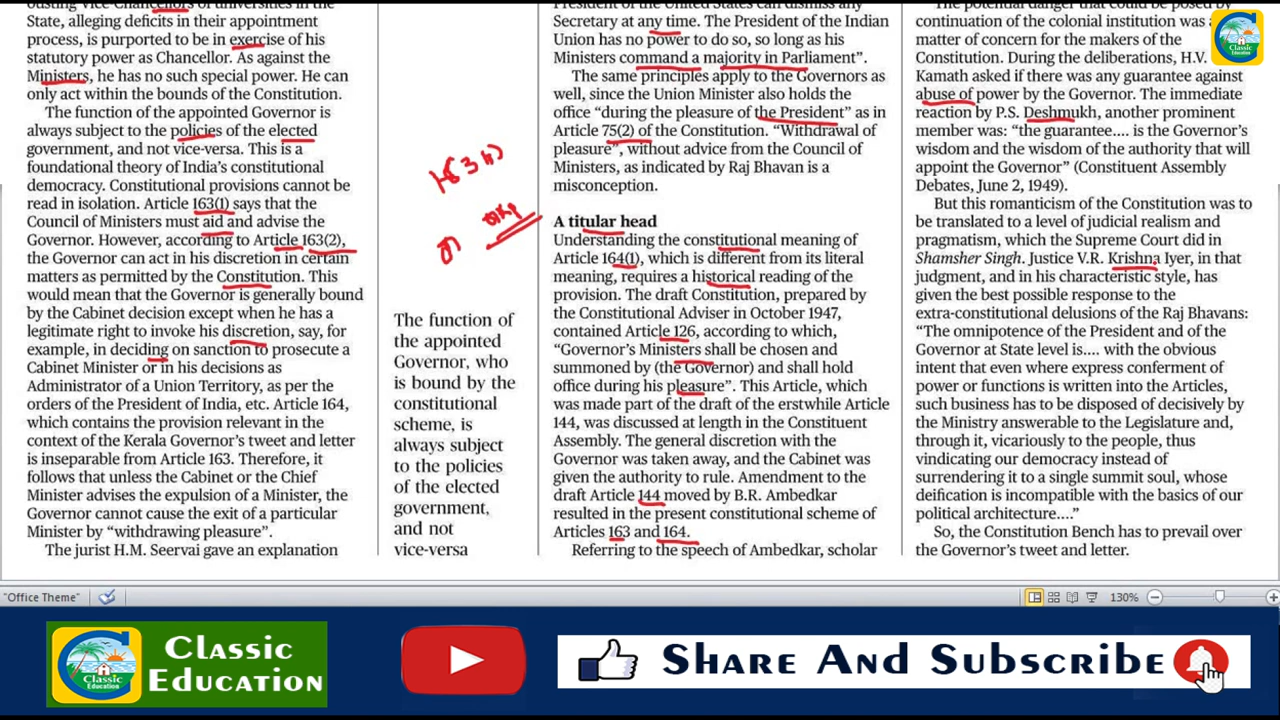 ousting Vice-Chancellors of universities in the
State, alleging deficits in their appointment
process, is purported to be in exercise of his
statutory power as Chancellor. As against the
Ministers, he has no such special power. He can
only act within the bounds of the Constitution.
The function of the appointed Governor is
always subject to the policies of the elected
government, and not vice-versa. This is a
foundational theory of India's constitutional
democracy. Constitutional provisions cannot be
read in isolation. Article 163(1) says that the
Council of Ministers must aid and advise the
Governor. However, according to Article 163(2),
the Governor can act in his discretion in certain
matters as permitted by the Constitution. This
would mean that the Governor is generally bound
by the Cabinet decision except when he has a
legitimate right to invoke his discretion, say, for
example, in deciding on sanction to prosecute a
Cabinet Minister or in his decisions as
Administrator of a Union Territory, as per the
orders of the President of India, etc. Article 164,
which contains the provision relevant in the
context of the Kerala Governor's tweet and letter
is inseparable from Article 163. Therefore, it
follows that unless the Cabinet or the Chief
Minister advises the expulsion of a Minister, the
Governor cannot cause the exit of a particular
Minister by “withdrawing pleasure”.
The jurist H.M. Seervai gave an explanation
The function of
the appointed
Governor, who
is bound by the
constitutional
scheme, is
always subject
to the policies
of the elected
government,
and not
vice-versa
President of the United States can dismiss any
Secretary at any time. The President of the Indian
Union has no power to do so, so long as his
Ministers command a majority in Parliament”.
The same principles apply to the Governors as
well, since the Union Minister also holds the
office “during the pleasure of the President” as in
Article 75(2) of the Constitution. “Withdrawal of
pleasure”, without advice from the Council of
Ministers, as indicated by Raj Bhavan is a
misconception.
A titular head
Understanding the constitutional meaning of
Article 164(1), which is different from its literal
meaning, requires a historical reading of the
provision. The draft Constitution, prepared by
the Constitutional Adviser in October 1947,
contained Article 126, according to which,
“Governor's Ministers shall be chosen and
summoned by (the Governor) and shall hold
office during his pleasure”. This Article, which
was made part of the draft of the erstwhile Article
144, was discussed at length in the Constituent
Assembly. The general discretion with the
Governor was taken away, and the Cabinet was
given the authority to rule. Amendment to the
draft Article 144 moved by B.R. Ambedkar
resulted in the present constitutional scheme of
Articles 163 and 164.
Referring to the speech of Ambedkar, scholar
The potential danger that could be posed by
continuation of the colonial institution was a
matter of concern for the makers of the
Constitution. During the deliberations, H.V.
Kamath asked if there was any guarantee against
abuse of power by the Governor. The immediate
reaction by P.S. Deshmukh, another prominent
member was: “the guarantee.... is the Governor's
wisdom and the wisdom of the authority that will
appoint the Governor” (Constituent Assembly
Debates, June 2, 1949).
But this romanticism of the Constitution was to
be translated to a level of judicial realism and
pragmatism, which the Supreme Court did in
Shamsher Singh. Justice V.R. Krishna Iyer, in that
judgment, and in his characteristic style, has
given the best possible response to the
extra-constitutional delusions of the Raj Bhavans:
“The omnipotence of the President and of the
Governor at State level is.... with the obvious
intent that even where express conferment of
power or functions is written into the Articles,
such business has to be disposed of decisively by
the Ministry answerable to the Legislature and,
through it, vicariously to the people, thus
vindicating our democracy instead of
surrendering it to a single summit soul, whose
deification is incompatible with the basics of our
political architecture....”
So, the Constitution Bench has to prevail over
the Governor's tweet and letter.
Classic
Education
"Office Theme"
130%
Classic
Education
Classic
Education
Share And Subscribe